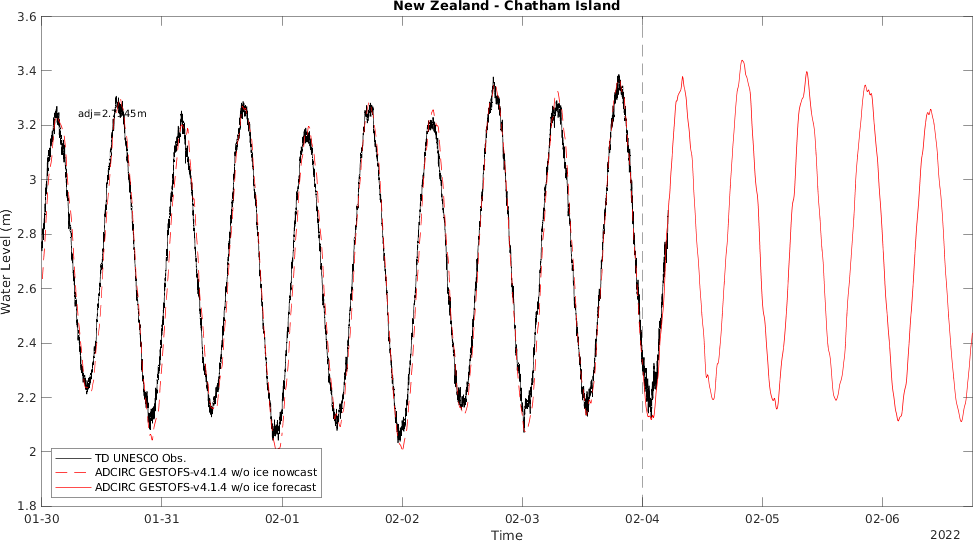 New Zealand - Chatham Island
3.6
3.4
3.2
3
2.8
2.6
2.4
2.2
2
1.8
Water Level (m)
TD UNESCO Obs.
ADCIRC GESTOFS-v4.1.4 w/o ice nowcast
ADCIRC GESTOFS-v4.1.4 w/o ice forecast
01-30 01-31 02-01 02-02 02-03 02-04 02-05 02-06
Time
2022